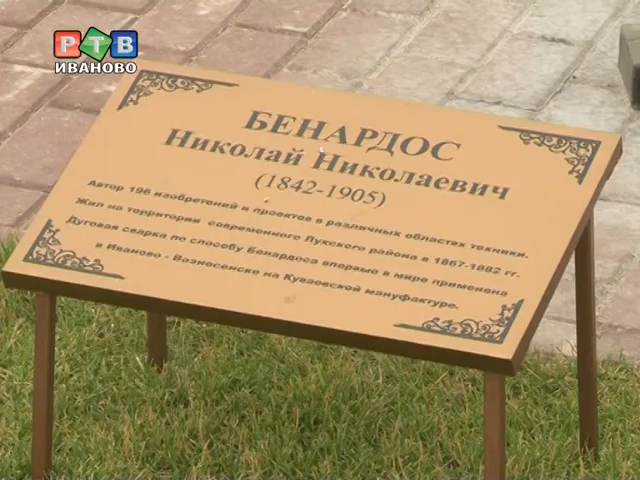 РТВ
ИВАНОВО
БЕНАРДОС
Николай Николаевич
(1842-1905)
Автор 196 изобретений и проектов в различных областях техники.
Жил на территории современного Лухского района в 1867-1882 гг.
Дуговая сварка по способу Бенардоса впервые в мире применена
в Иваново - Вознесенске на Куваевской мануфактуре.